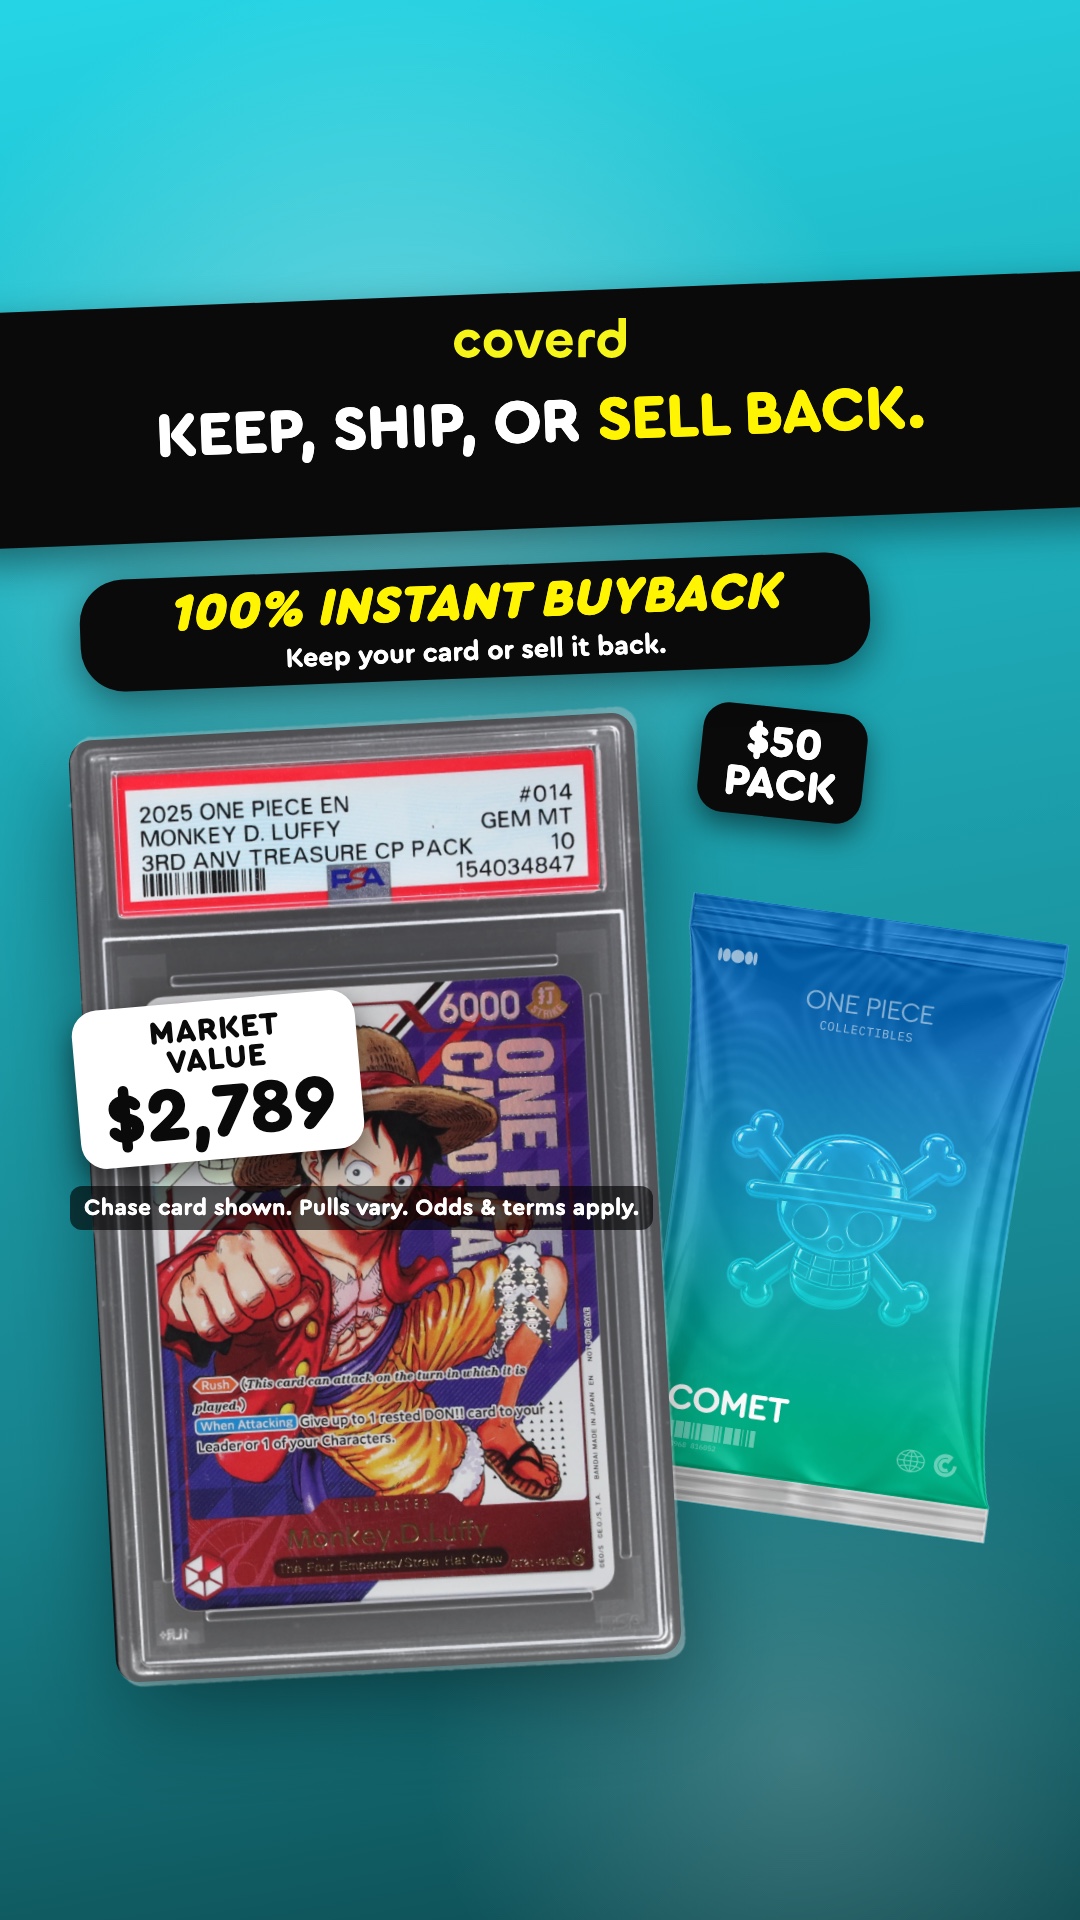 coverd
KEEP, SHIP, OR SELL BACK.
100% INSTANT BUYBACK
Keep your card or sell it back.
$50
PACK
2025 ONE PIECE EN #014
MONKEY D. LUFFY GEM MT
3RD ANV TREASURE CP PACK 10
154034847
PSA
6000
MARKET
VALUE
$2,789
Chase card shown. Pulls vary. Odds & terms apply.
Rush (This card can attack on the turn in which it is
played.)
When Attacking Give up to 1 rested DON!! card to your
Leader or 1 of your Characters.
CHARACTER
Monkey.D.Luffy
The Four Emperors/Straw Hat Crew
ONE PIECE
COLLECTIBLES
COMET